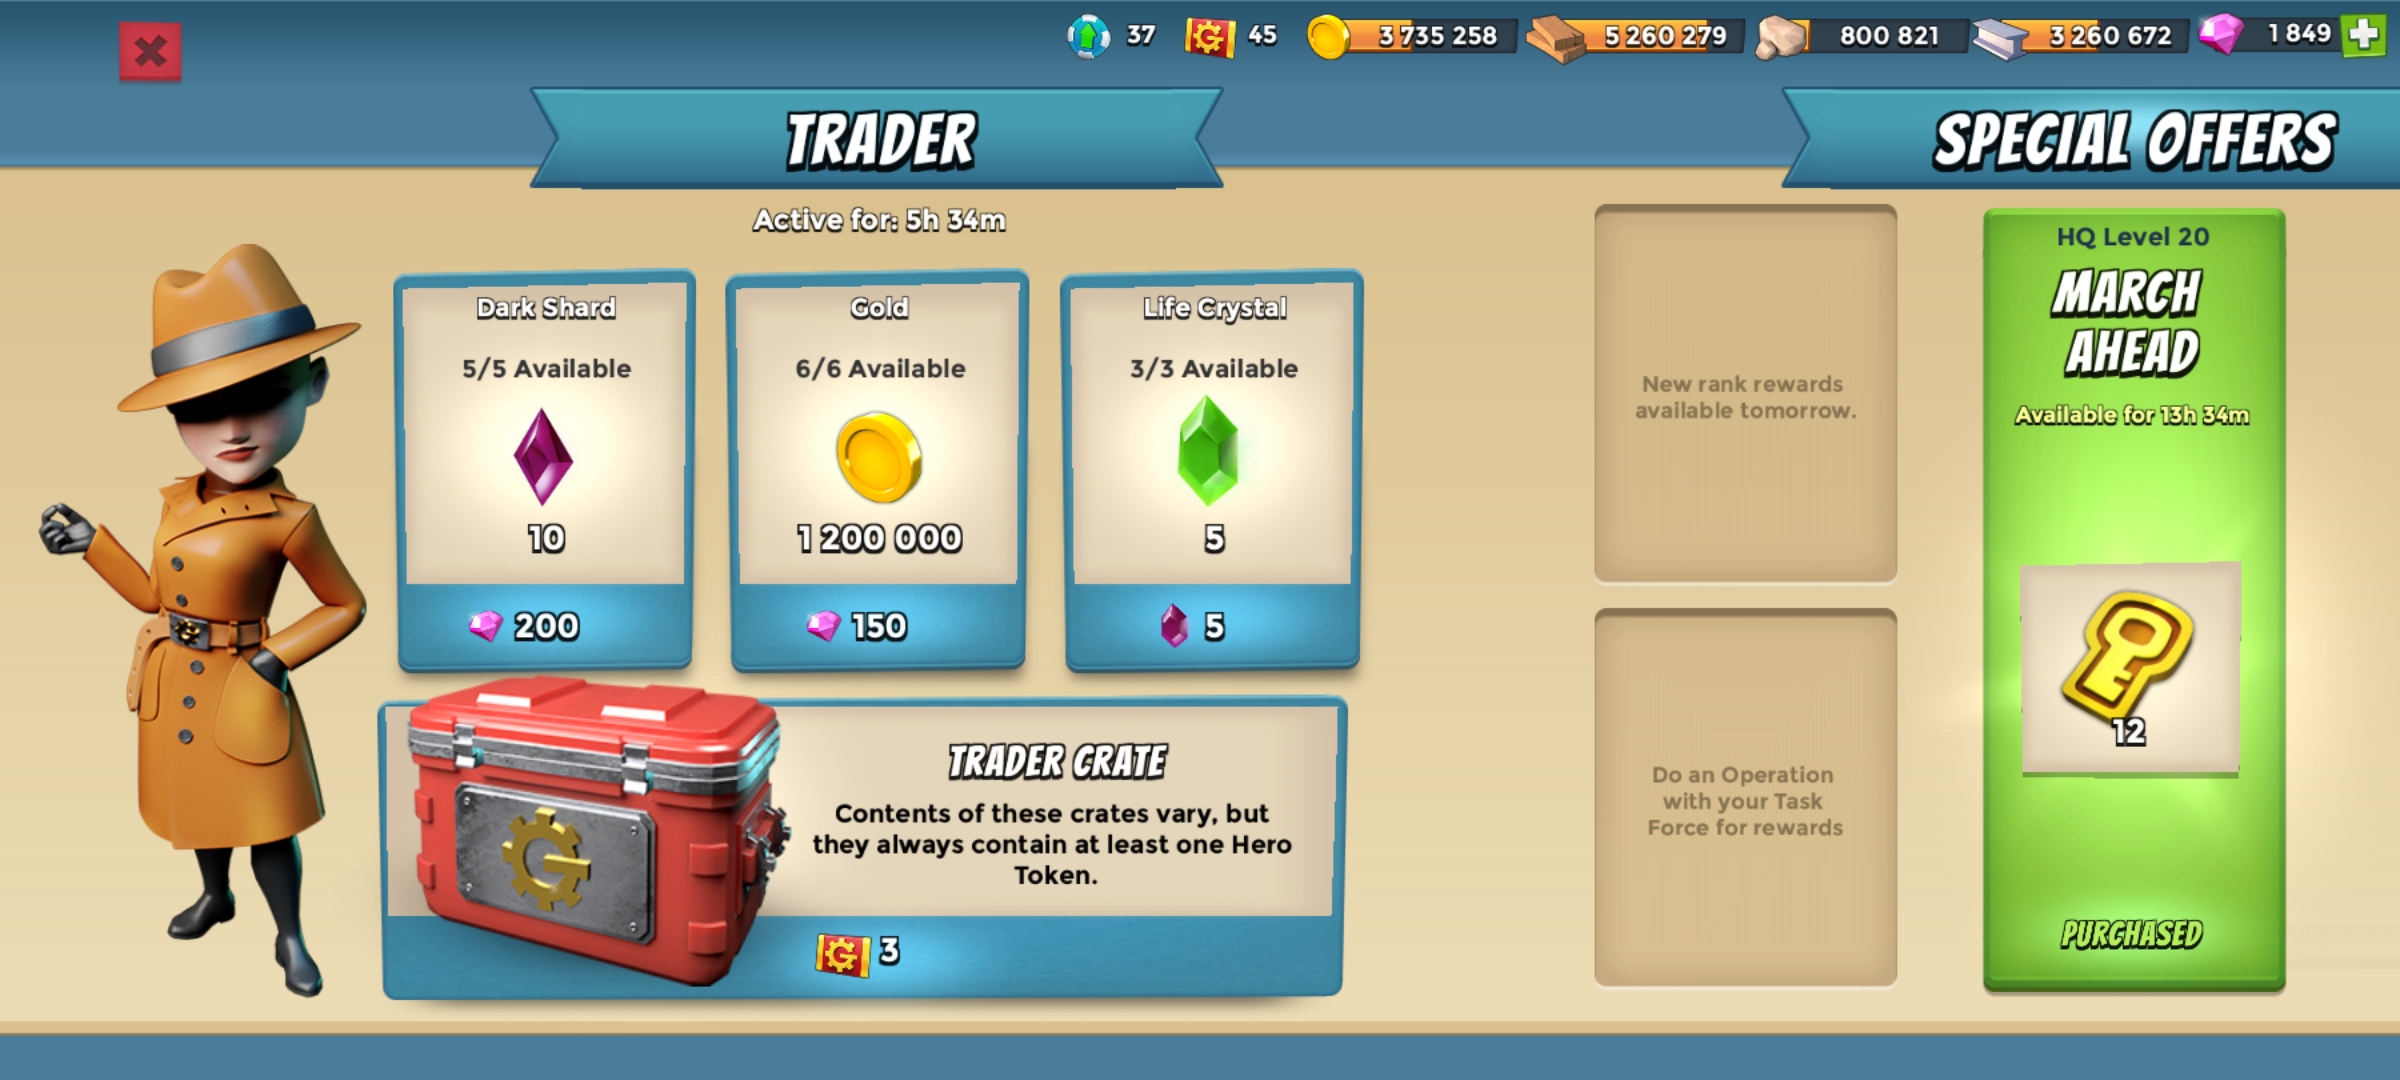 37
45
3 735 258
5 260 279
800 821
3 260 672
1 849
TRADER
SPECIAL OFFERS
Active for: 5h 34m
Dark Shard
5/5 Available
10
200
Gold
6/6 Available
1 200 000
150
Life Crystal
3/3 Available
5
5
TRADER CRATE
Contents of these crates vary, but
they always contain at least one Hero
Token.
G
3
New rank rewards
available tomorrow.
Do an Operation
with your Task
Force for rewards
HQ Level 20
MARCH
AHEAD
Available for 13h 34m
12
PURCHASED